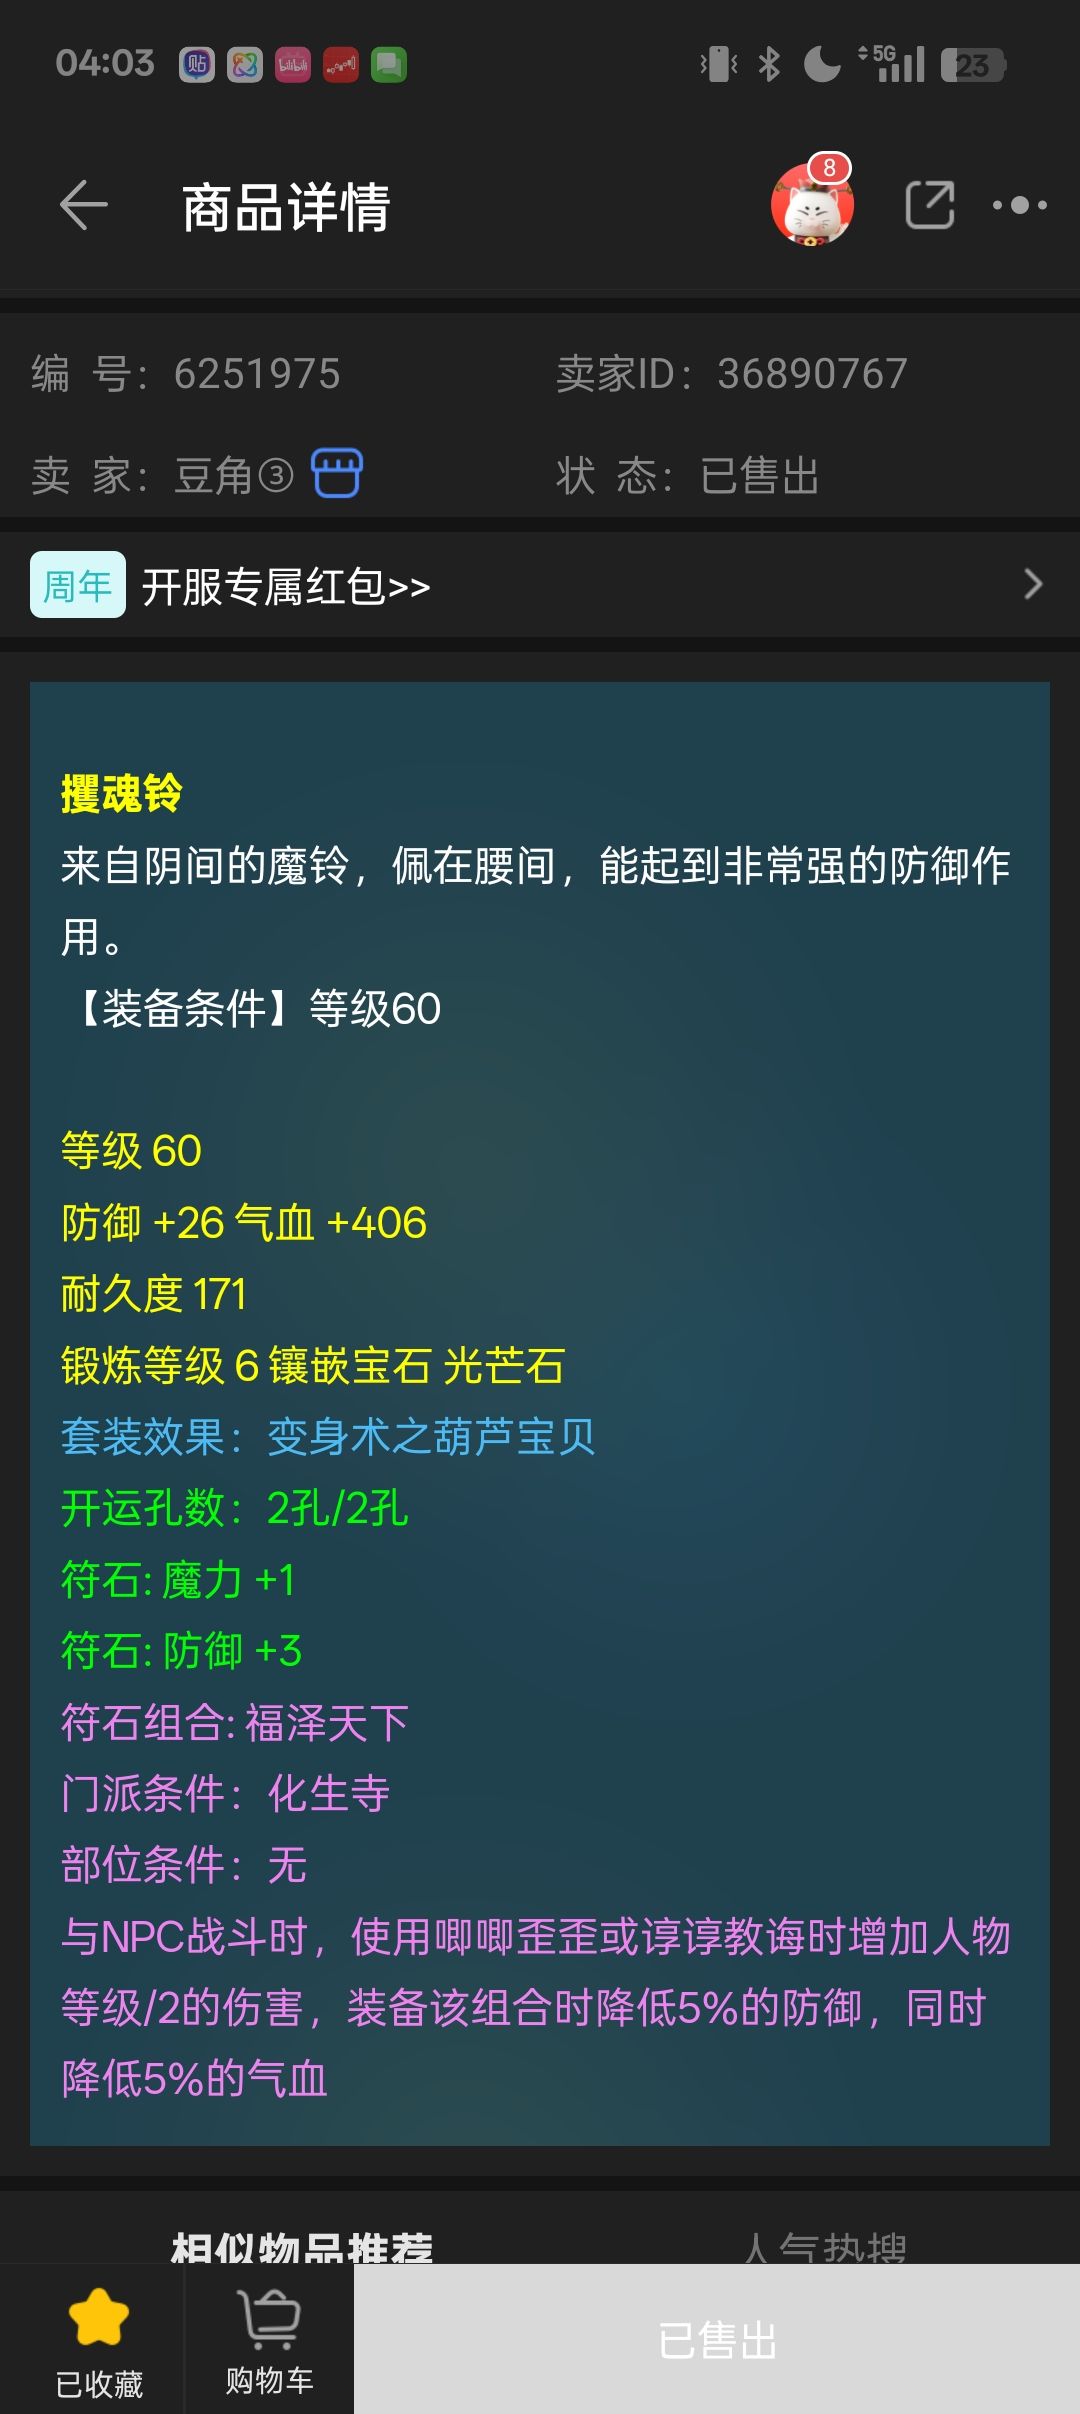 04:03
贴
bilibili
5G
23
商品详情
8
编 号：6251975
卖家ID：36890767
卖 家：豆角③
状 态：已售出
周年 开服专属红包>>
攫魂铃
来自阴间的魔铃，佩在腰间，能起到非常强的防御作
用。
【装备条件】等级60
等级 60
防御 +26 气血 +406
耐久度 171
锻炼等级 6 镶嵌宝石 光芒石
套装效果：变身术之葫芦宝贝
开运孔数：2孔/2孔
符石: 魔力 +1
符石: 防御 +3
符石组合: 福泽天下
门派条件：化生寺
部位条件：无
与NPC战斗时，使用唧唧歪歪或谆谆教诲时增加人物
等级/2的伤害，装备该组合时降低5%的防御，同时
降低5%的气血
相似物品推荐
人气热搜
已收藏
购物车
已售出